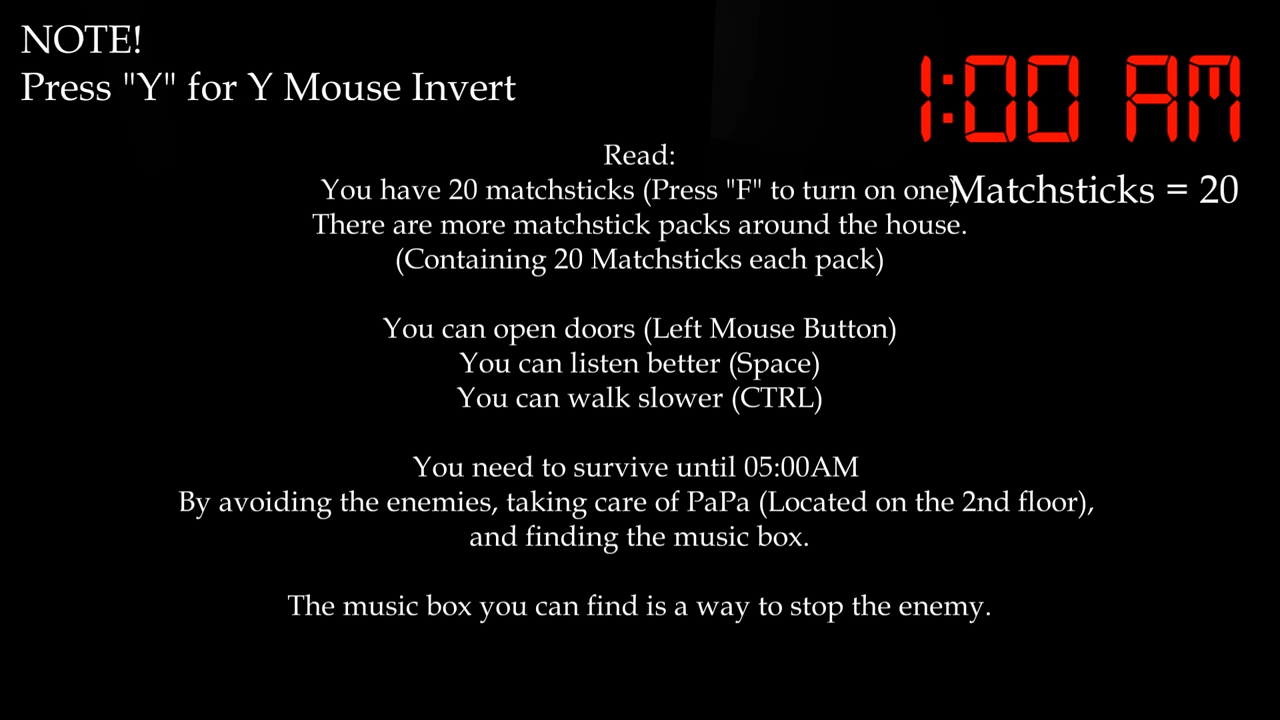 NOTE!
Press "Y" for Y Mouse Invert
1:00 AM
Matchsticks = 20
Read:
You have 20 matchsticks (Press "F" to turn on one)
There are more matchstick packs around the house.
(Containing 20 Matchsticks each pack)
You can open doors (Left Mouse Button)
You can listen better (Space)
You can walk slower (CTRL)
You need to survive until 05:00AM
By avoiding the enemies, taking care of PaPa (Located on the 2nd floor),
and finding the music box.
The music box you can find is a way to stop the enemy.